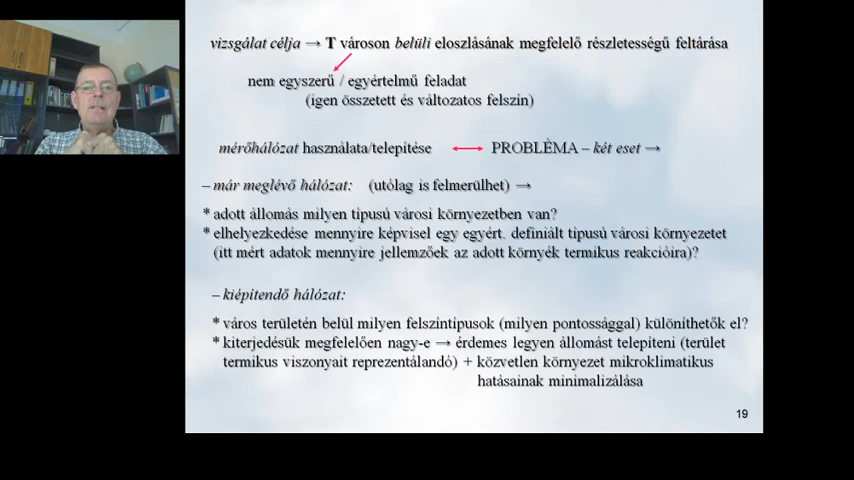 vizsgálat célja → T városon belüli eloszlásának megfelelő részletességű feltárása
nem egyszerű / egyértelmű feladat
(igen összetett és változatos felszín)
mérőhálózat használata/telepítése ↔ PROBLÉMA – két eset →
– már meglévő hálózat: (utólag is felmerülhet) →
* adott állomás milyen típusú városi környezetben van?
* elhelyezkedése mennyire képvisel egy egyért. definiált típusú városi környezetet
(itt mért adatok mennyire jellemzőek az adott környék termikus reakcióira)?
– kiépítendő hálózat:
* város területén belül milyen felszíntípusok (milyen pontossággal) különíthetők el?
* kiterjedésük megfelelően nagy-e → érdemes legyen állomást telepíteni (terület
termikus viszonyait reprezentálandó) + közvetlen környezet mikroklimatikus
hatásainak minimalizálása
19